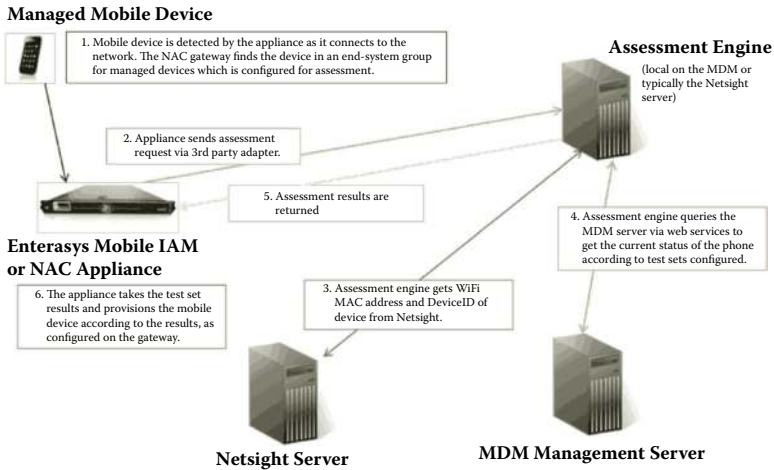 Managed Mobile Device
1. Mobile device is detected by the appliance as it connects to the
network. The NAC gateway finds the device in an end-system group
for managed devices which is configured for assessment.
Assessment Engine
(local on the MDM or
typically the Netsight
server)
2. Appliance sends assessment
request via 3rd party adapter.
5. Assessment results are
returned
4. Assessment engine queries the
MDM server via web services to
get the current status of the phone
according to test sets configured.
Enterasys Mobile IAM
or NAC Appliance
3. Assessment engine gets WiFi
MAC address and DeviceID of
device from Netsight.
6. The appliance takes the test set
results and provisions the mobile
device according to the results, as
configured on the gateway.
Netsight Server
MDM Management Server